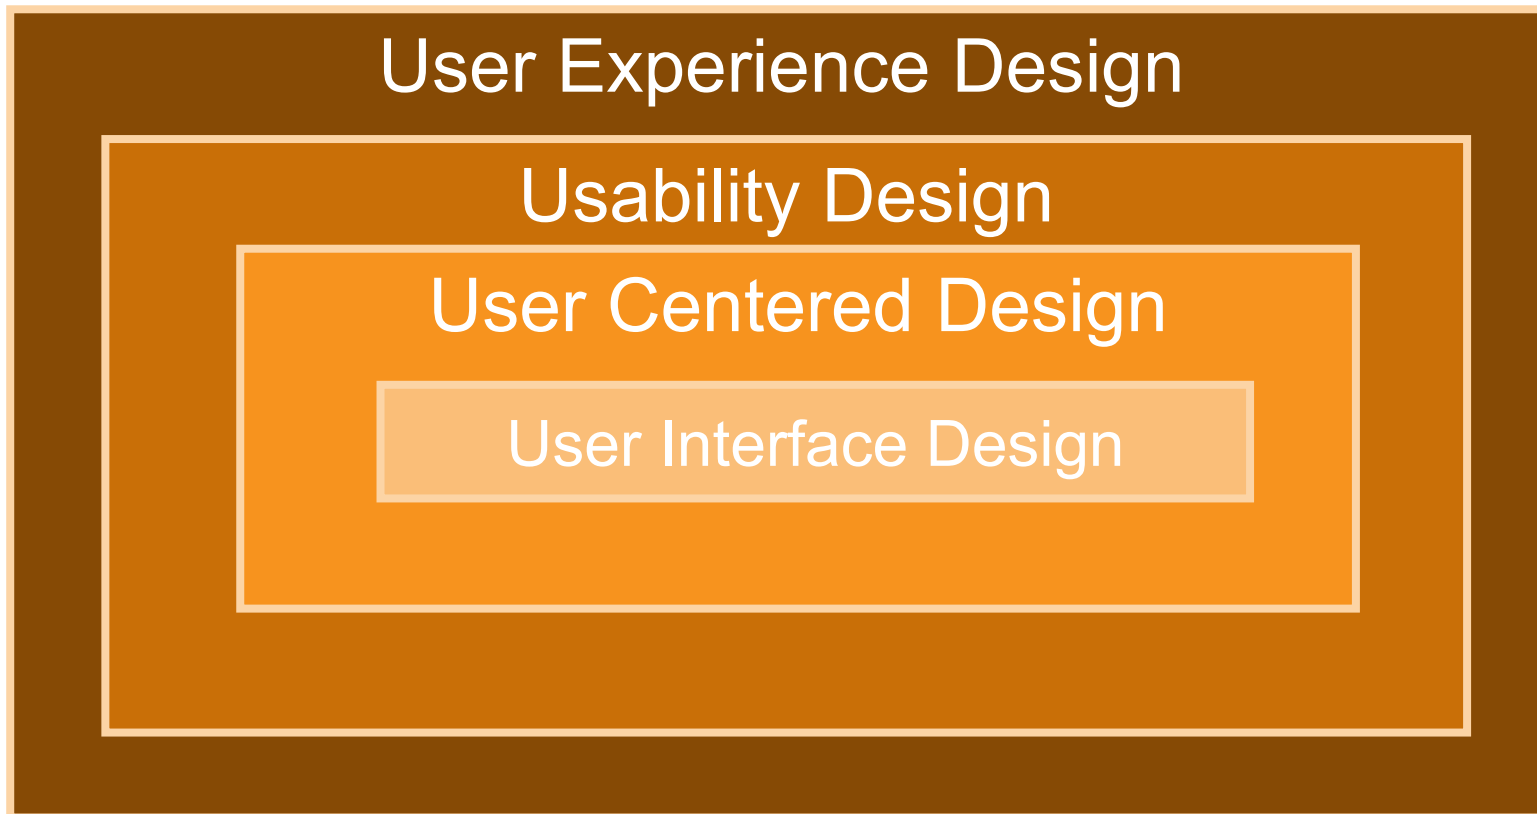 User Experience Design
Usability Design
User Centered Design
User Interface Design